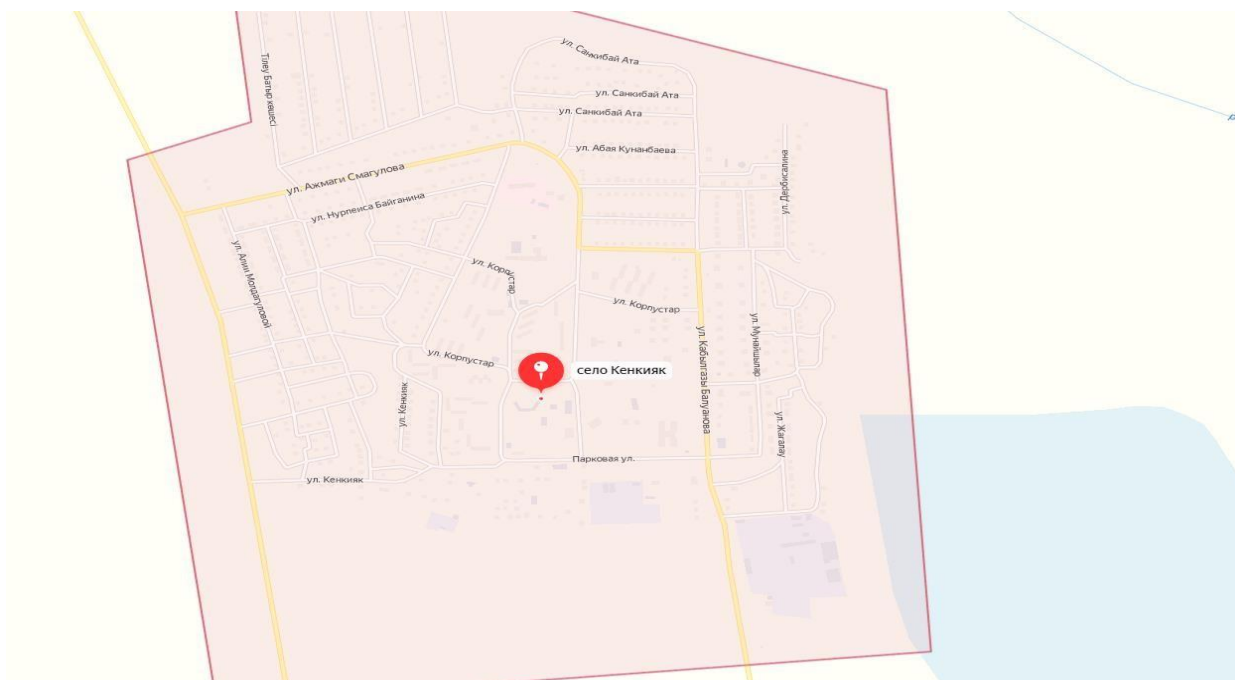 ул. Санкибай Ата
ул. Санкибай Ата
ул. Санкибай Ата
Тілеу Батыр көшесі
ул. Абая Кунанбаева
ул. Ажмаги Смагулова
ул. Дербисалина
ул. Нурпеиса Байганина
ул. Алии Молдагуловой
ул. Корпустар
ул. Корпустар
ул. Кабылгазы Балуанова
ул. Мунайшылар
ул. Корпустар
село Кенкияк
ул. Кенкияк
ул. Жагалау
Парковая ул.
ул. Кенкияк